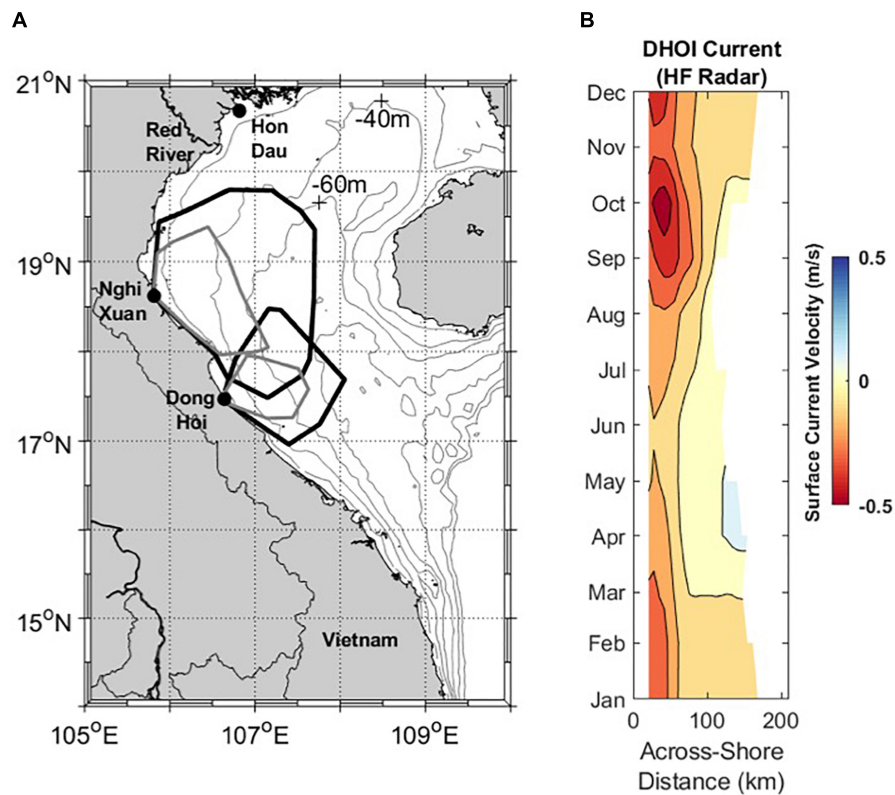 A
21°N
19°N
17°N
15°N
105°E
107°E
109°E
Red
River
Hon
Dau
-40m
-60m
Nghi
Xuan
Dong
Hoi
Vietnam
B
DHOI Current
(HF Radar)
Dec
Nov
Oct
Sep
Aug
Jul
Jun
May
Apr
Mar
Feb
Jan
0
100
200
Across-Shore
Distance (km)
Surface Current Velocity (m/s)
0.5
0
-0.5